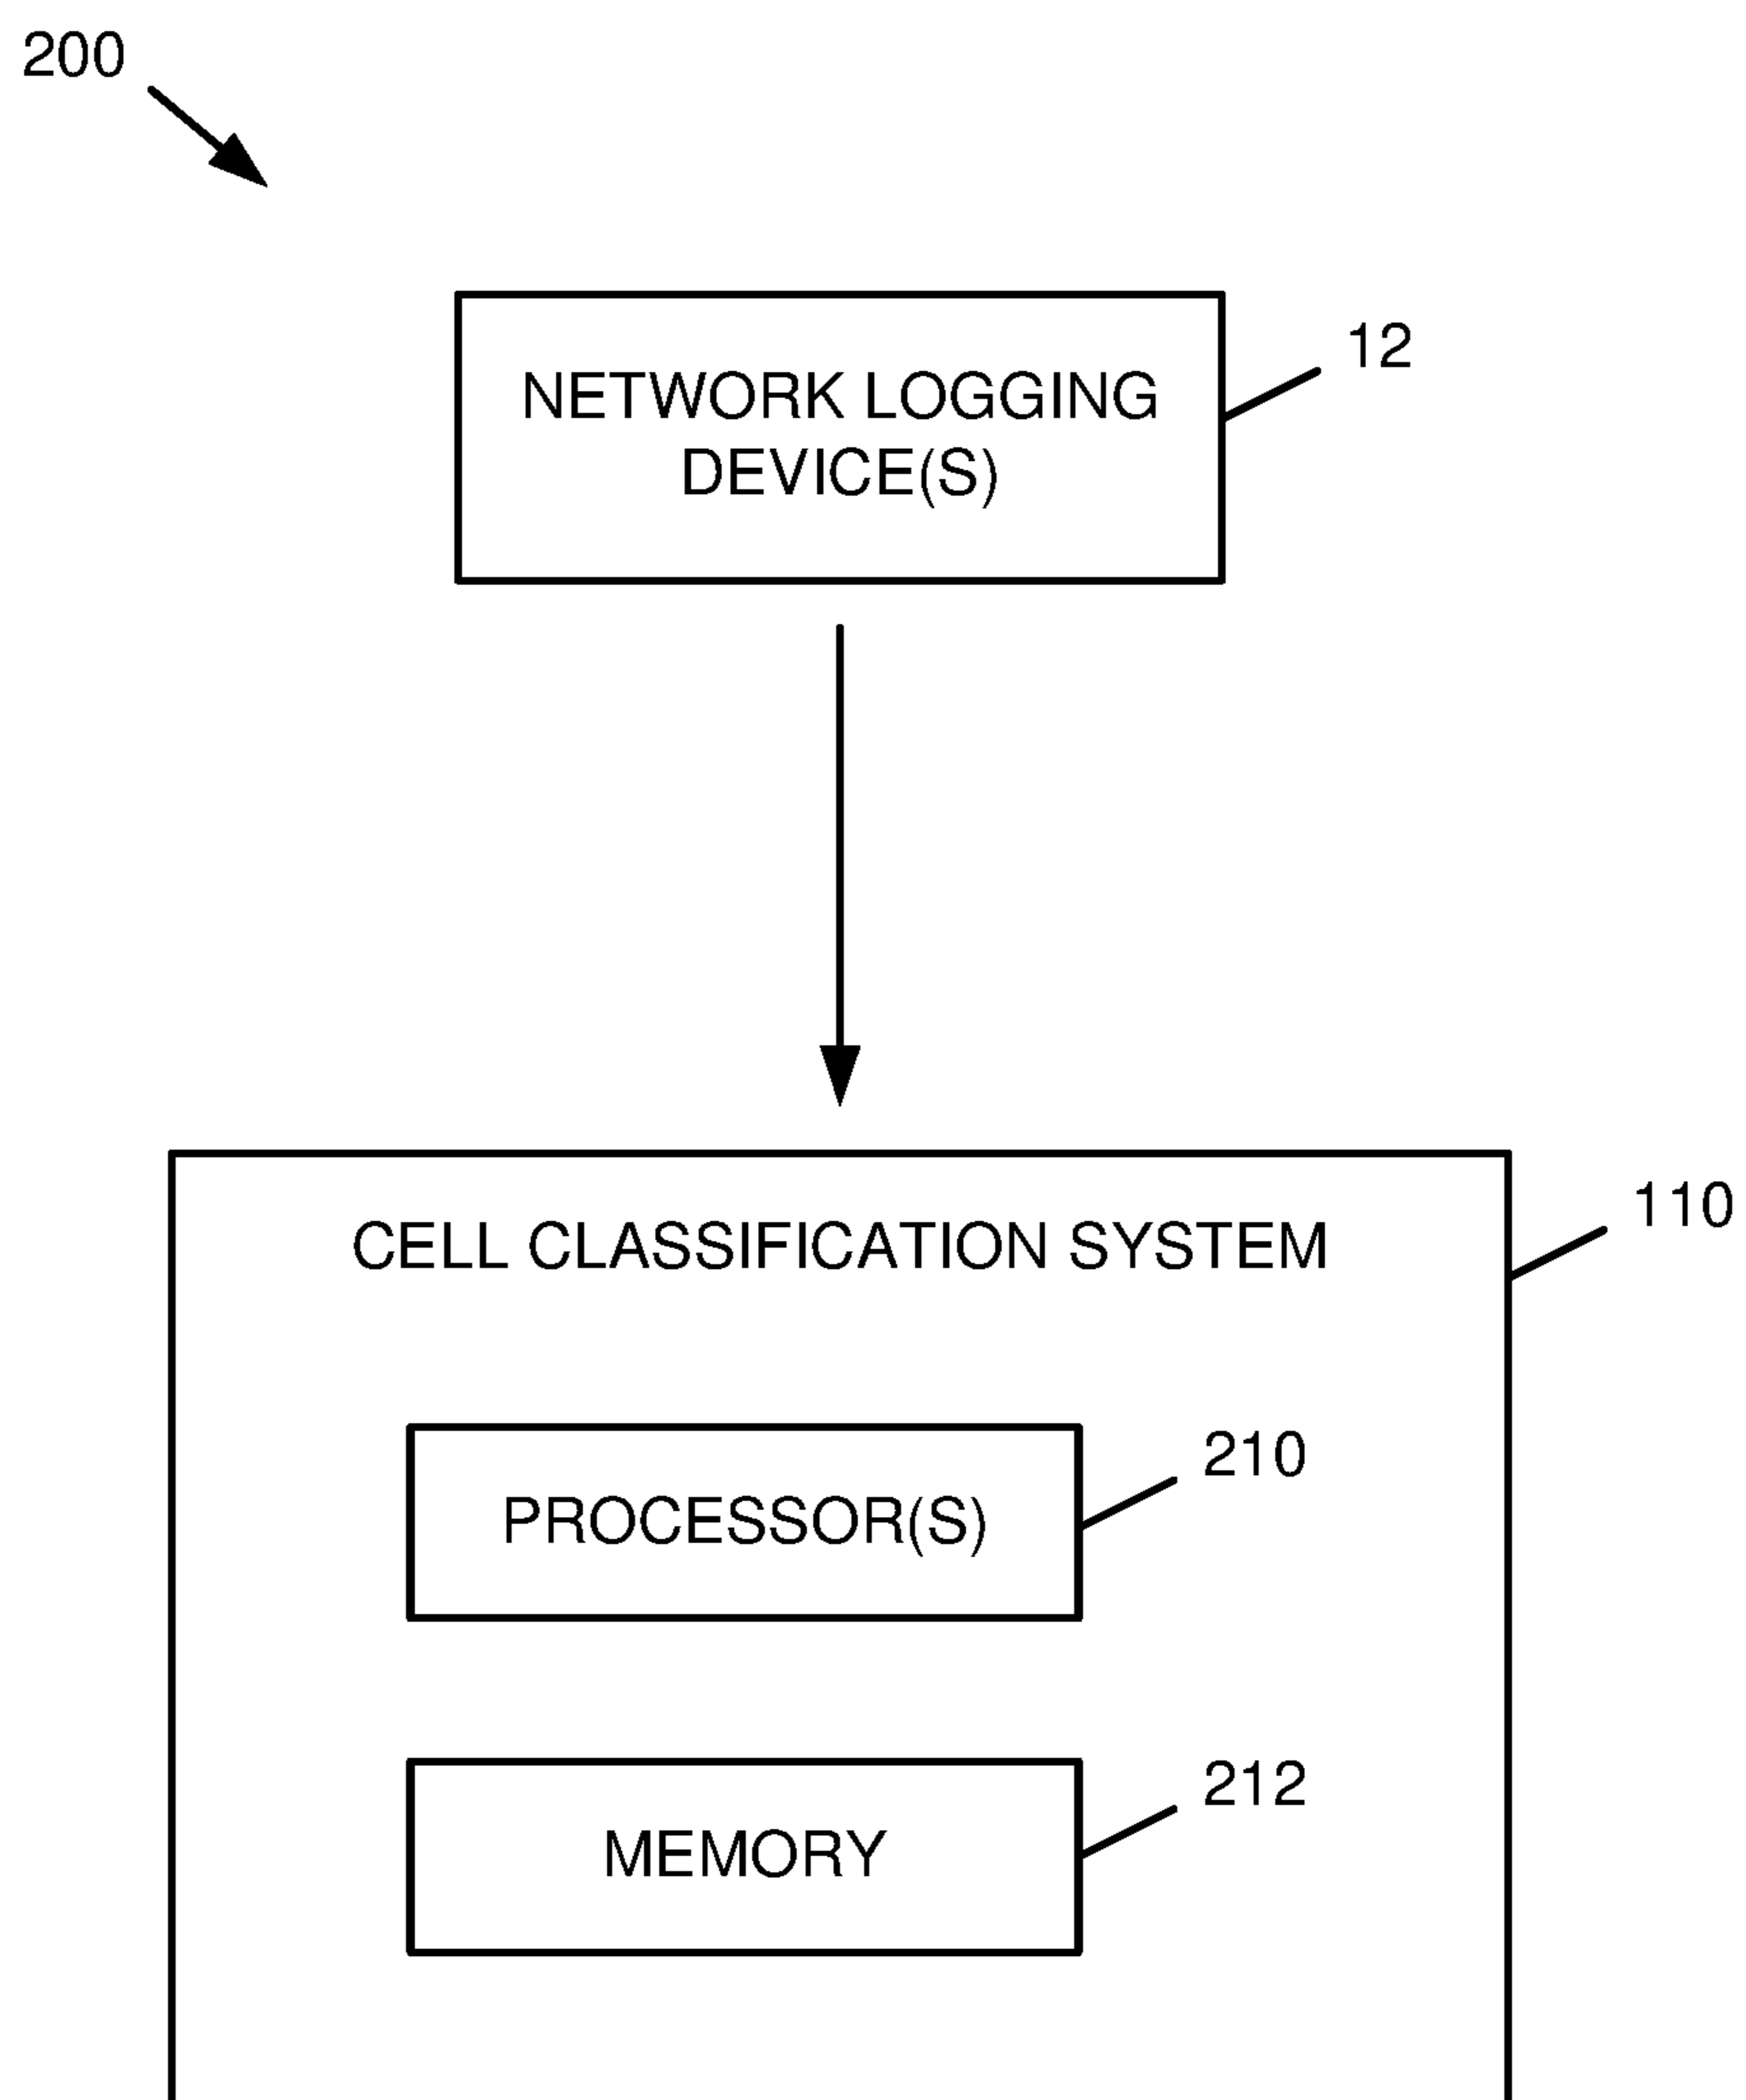 200
12
NETWORK LOGGING
DEVICE(S)
110
CELL CLASSIFICATION SYSTEM
210
PROCESSOR(S)
212
MEMORY